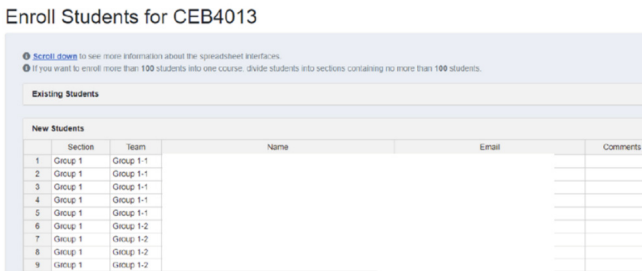 Enroll Students for CEB4013
Scroll down to see more information about the spreadsheet interfaces.
If you want to enroll more than 100 students into one course, divide students into sections containing no more than 100 students.
Existing Students
New Students
Section Team Name Email Comments
1 Group 1 Group 1-1
2 Group 1 Group 1-1
3 Group 1 Group 1-1
4 Group 1 Group 1-1
5 Group 1 Group 1-1
6 Group 1 Group 1-2
7 Group 1 Group 1-2
8 Group 1 Group 1-2
9 Group 1 Group 1-2